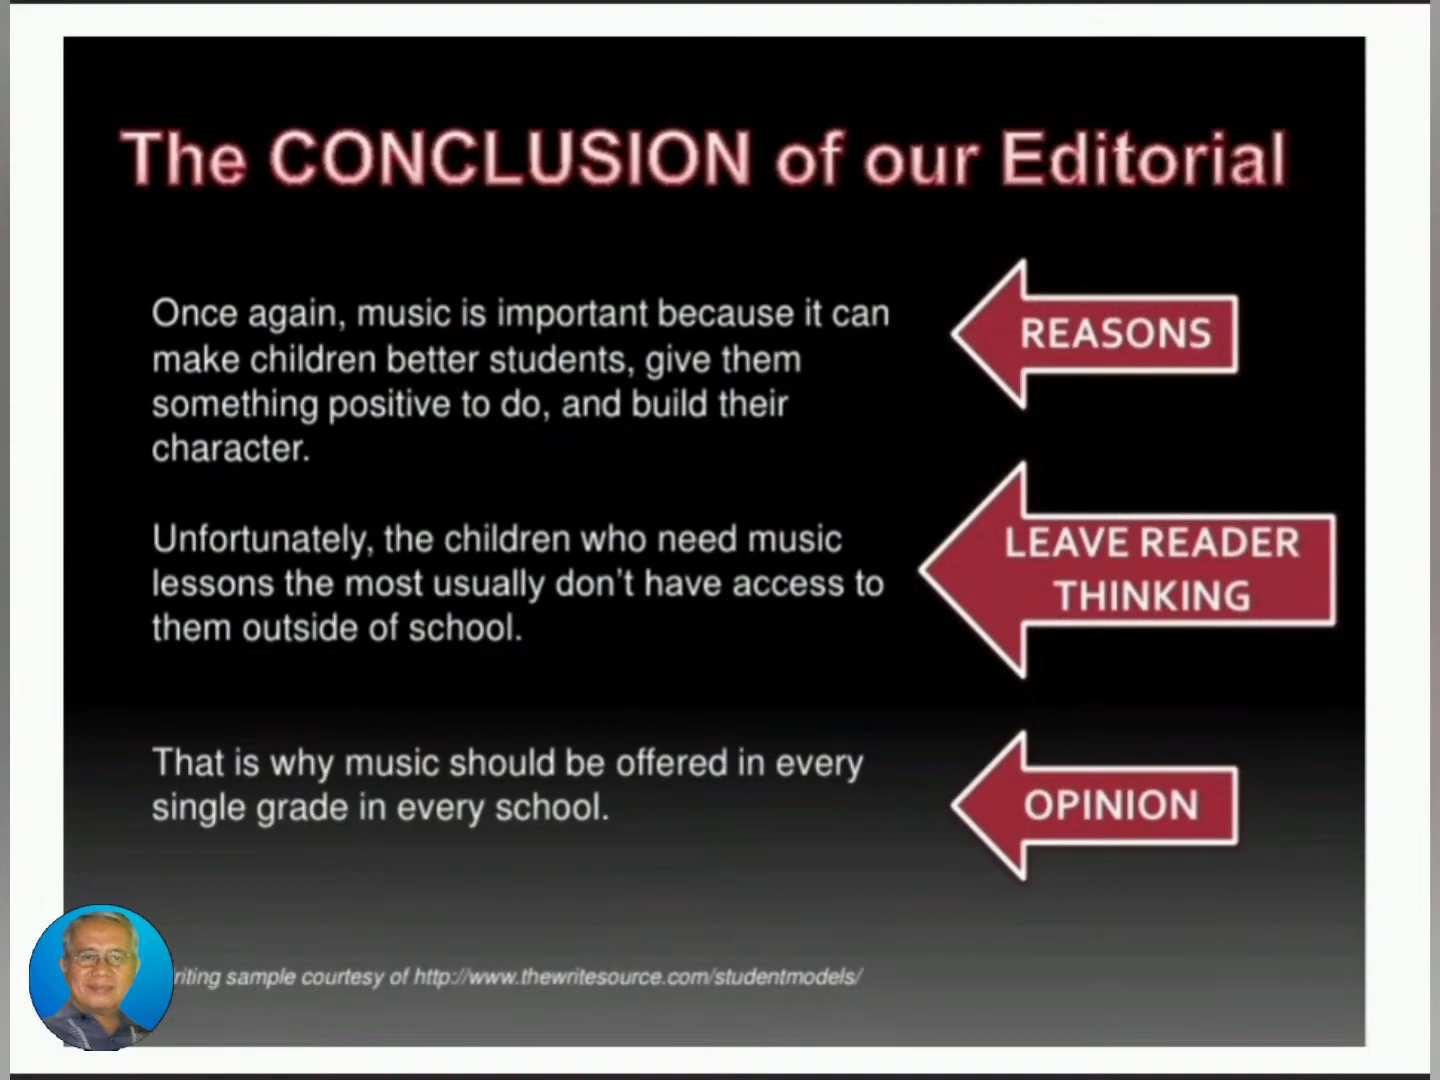 The CONCLUSION of our Editorial
Once again, music is important because it can
make children better students, give them
something positive to do, and build their
character.
REASONS
Unfortunately, the children who need music
lessons the most usually don't have access to
them outside of school.
LEAVE READER
THINKING
That is why music should be offered in every
single grade in every school.
OPINION
riting sample courtesy of http://www.thewritesource.com/studentmodels/